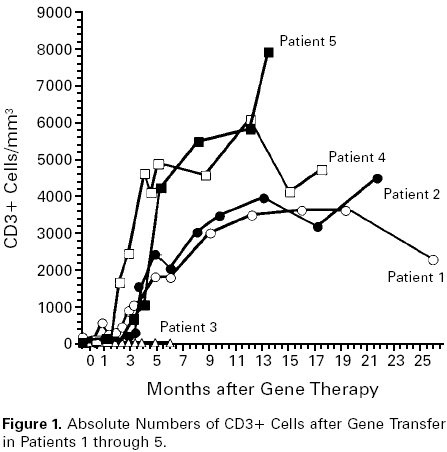 9000
8000
7000
6000
5000
4000
3000
2000
1000
0
CD3+ Cells/mm³
Patient 5
Patient 4
Patient 2
Patient 1
Patient 3
0 1 3 5 7 9 11 13 15 17 19 21 23 25
Months after Gene Therapy
Figure 1. Absolute Numbers of CD3+ Cells after Gene Transfer
in Patients 1 through 5.